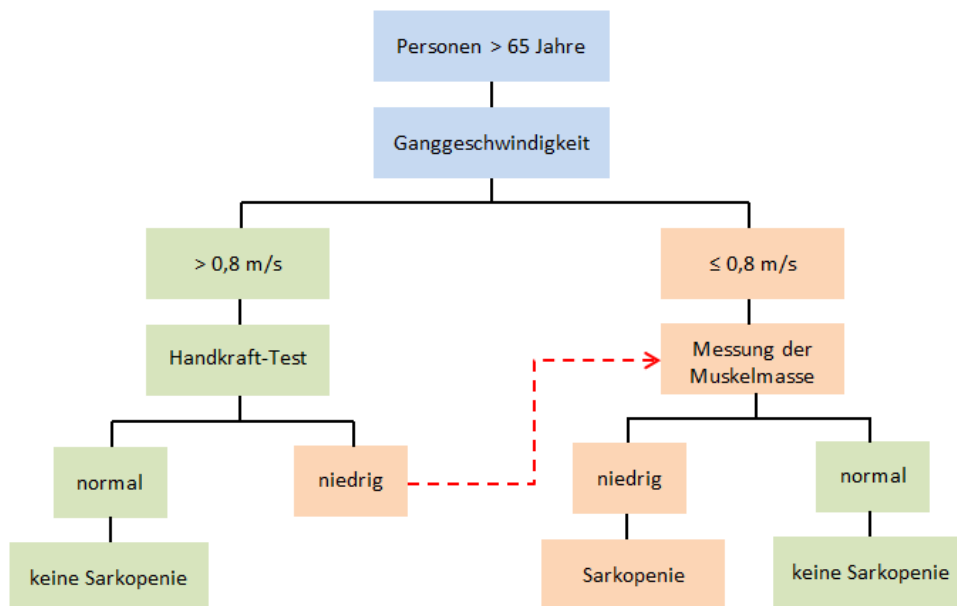 Personen > 65 Jahre
Ganggeschwindigkeit
> 0,8 m/s
≤ 0,8 m/s
Handkraft-Test
Messung der
Muskelmasse
normal
niedrig
niedrig
normal
keine Sarkopenie
Sarkopenie
keine Sarkopenie